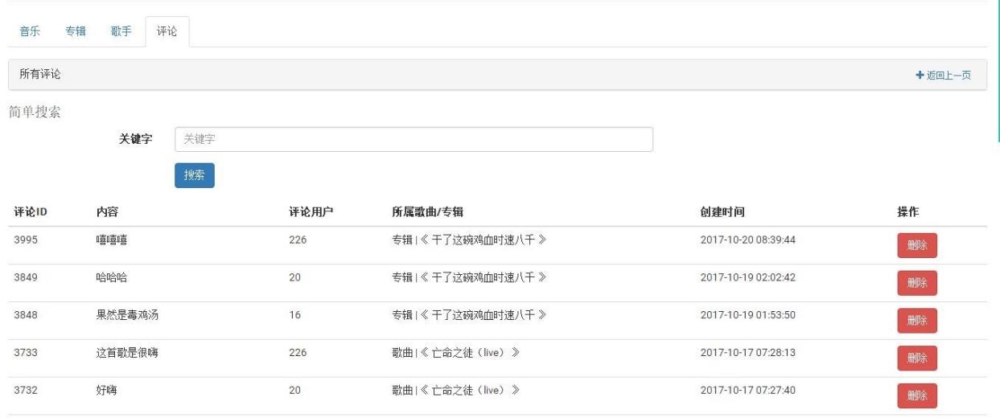 音乐 专辑 歌手 评论
所有评论 返回上一页
简单搜索
关键字 关键字
搜索
评论ID 内容 评论用户 所属歌曲/专辑 创建时间 操作
3995 嘻嘻嘻 226 专辑 |《 干了这碗鸡血时速八千 》 2017-10-20 08:39:44 删除
3849 哈哈哈 20 专辑 |《 干了这碗鸡血时速八千 》 2017-10-19 02:02:42 删除
3848 果然是毒鸡汤 16 专辑 |《 干了这碗鸡血时速八千 》 2017-10-19 01:53:50 删除
3733 这首歌是很嗨 226 歌曲 |《 亡命之徒（live） 》 2017-10-17 07:28:13 删除
3732 好嗨 20 歌曲 |《 亡命之徒（live） 》 2017-10-17 07:27:40 删除